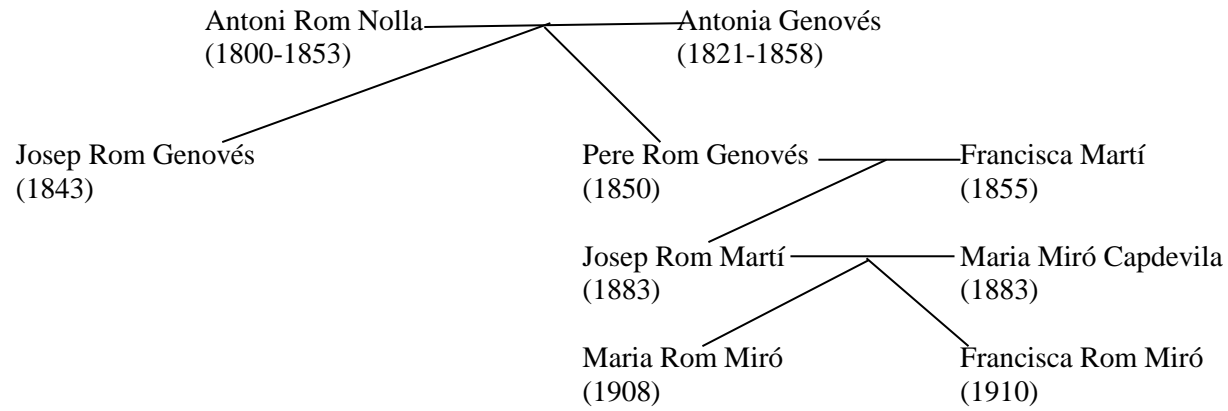 Antoni Rom Nolla
(1800-1853)
Antonia Genovés
(1821-1858)
Josep Rom Genovés
(1843)
Pere Rom Genovés
(1850)
Francisca Martí
(1855)
Josep Rom Martí
(1883)
Maria Miró Capdevila
(1883)
Maria Rom Miró
(1908)
Francisca Rom Miró
(1910)